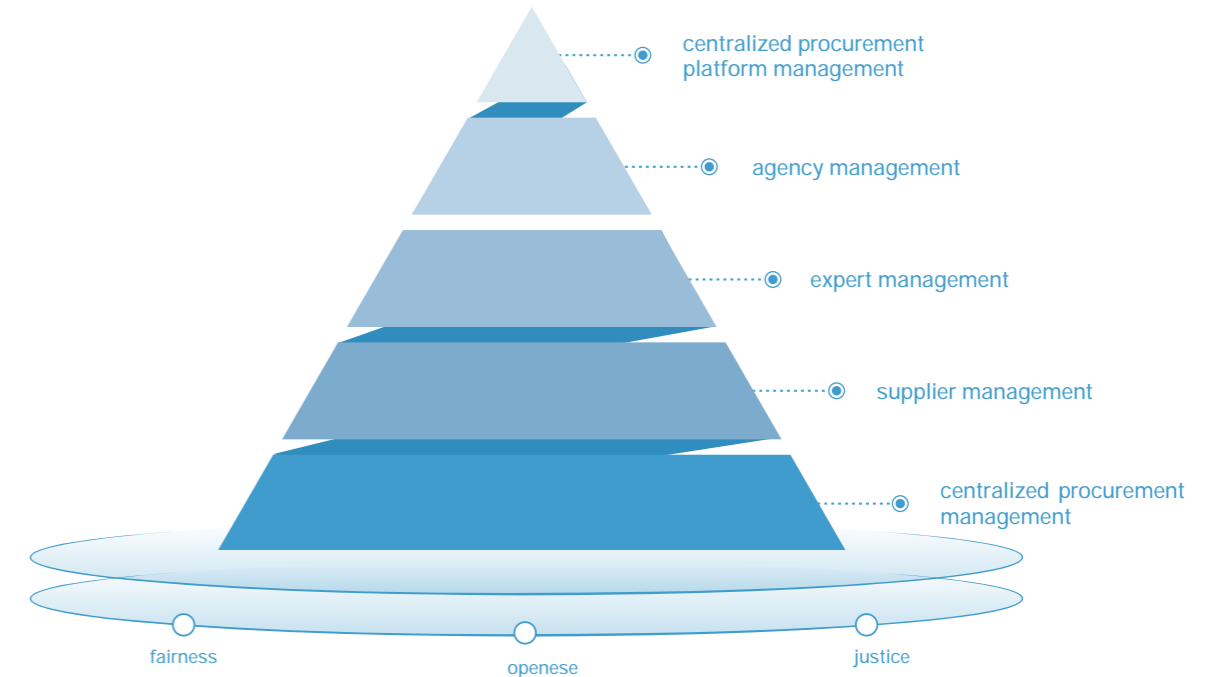 centralized procurement
platform management
agency management
expert management
supplier management
centralized procurement
management
fairness
openese
justice